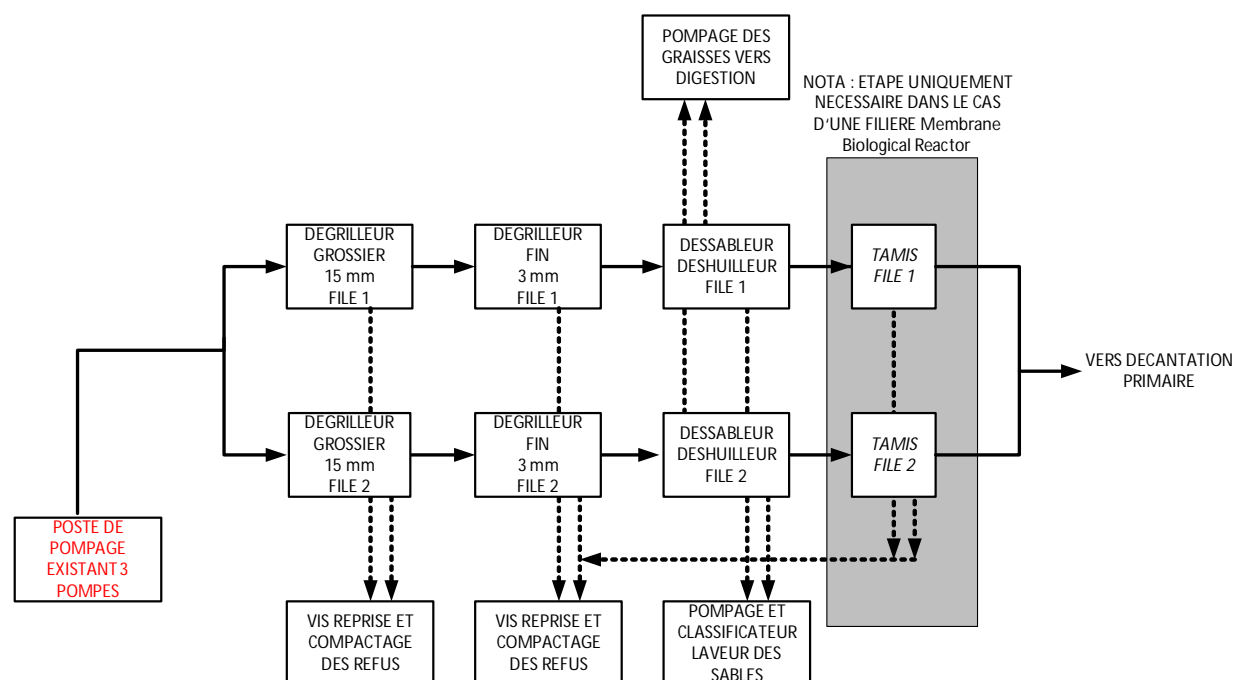 POMPAGE DES
GRAISSES VERS
DIGESTION
NOTA : ETAPE UNIQUEMENT
NECESSAIRE DANS LE CAS
D'UNE FILIERE Membrane
Biological Reactor
DEGRILLEUR
GROSSIER
15 mm
FILE 1
DEGRILLEUR
FIN
3 mm
FILE 1
DESSABLEUR
DESHUILLEUR
FILE 1
TAMIS
FILE 1
VERS DECANTATION
PRIMAIRE
DEGRILLEUR
GROSSIER
15 mm
FILE 2
DEGRILLEUR
FIN
3 mm
FILE 2
DESSABLEUR
DESHUILLEUR
FILE 2
TAMIS
FILE 2
POSTE DE
POMPAGE
EXISTANT 3
POMPES
VIS REPRISE ET
COMPACTAGE
DES REFUS
VIS REPRISE ET
COMPACTAGE
DES REFUS
POMPAGE ET
CLASSIFICATEUR
LAVEUR DES
SABLES